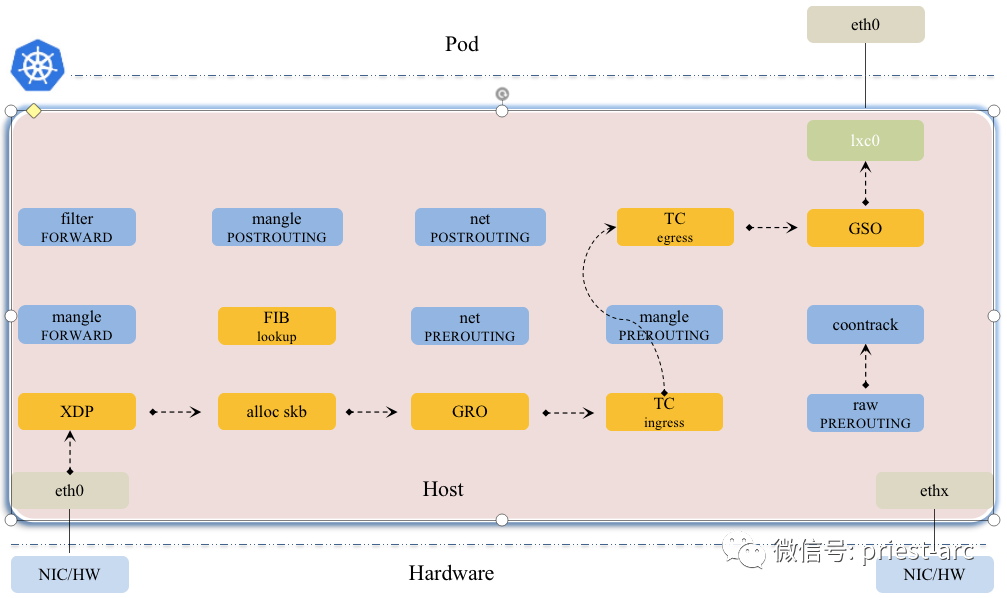 eth0
Pod
lxc0
filter
FORWARD
mangle
POSTROUTING
net
POSTROUTING
TC
egress
GSO
mangle
FORWARD
FIB
lookup
net
PREROUTING
mangle
PREROUTING
coontrack
XDP
alloc skb
GRO
TC
ingress
raw
PREROUTING
eth0
Host
ethx
微信号: priest-arc
NIC/HW
Hardware
NIC/HW